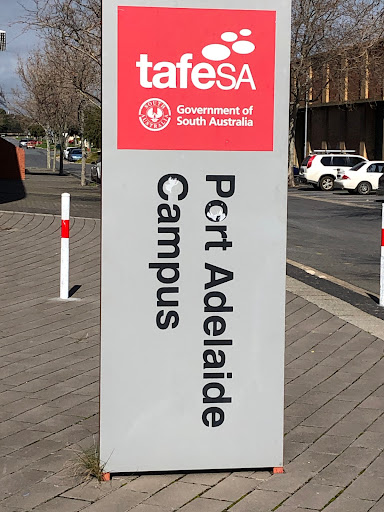 tafeSA
Government of
South Australia
Port Adelaide
Campus